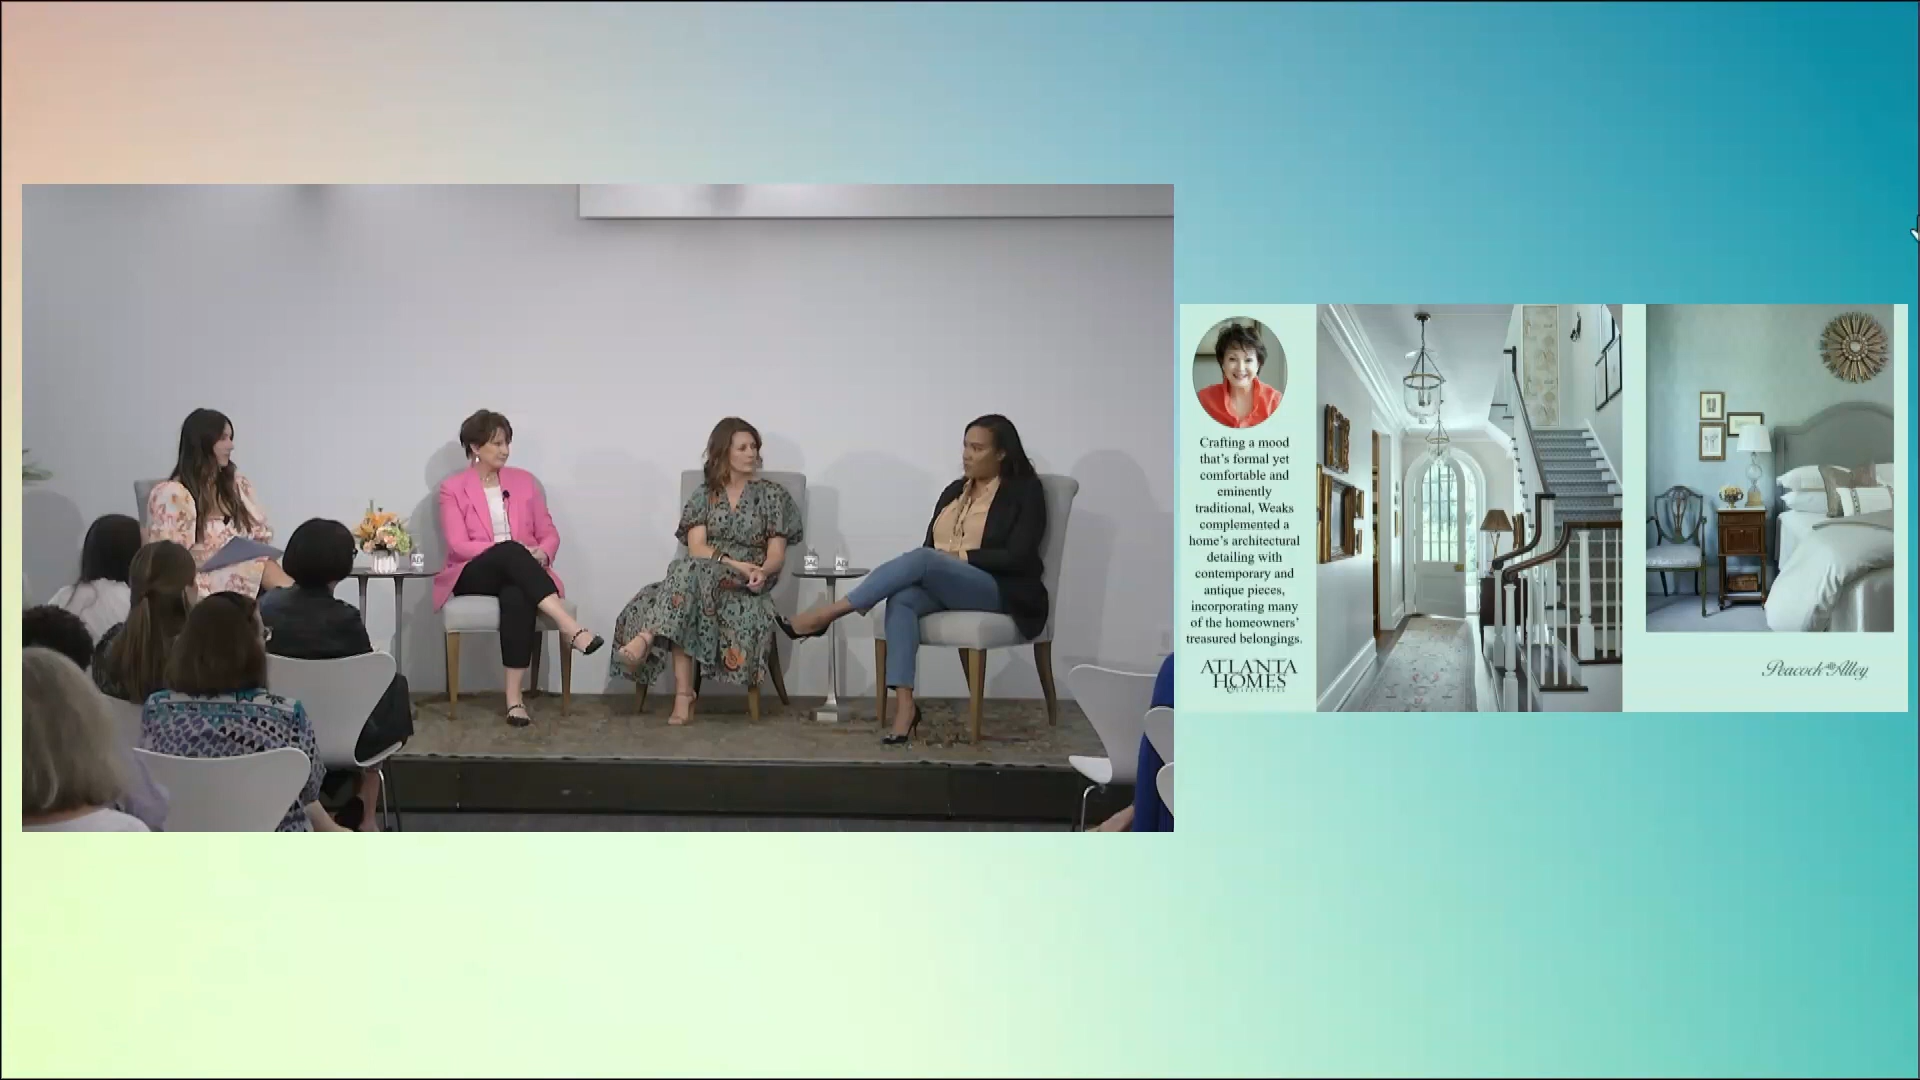 Crafting a mood
that's formal yet
comfortable and
eminently
traditional, Weaks
complemented a
home's architectural
detailing with
contemporary and
antique pieces,
incorporating many
of the homeowners'
treasured belongings.
ATLANTA
HOMES
& LIFESTYLES
Peacock Alley